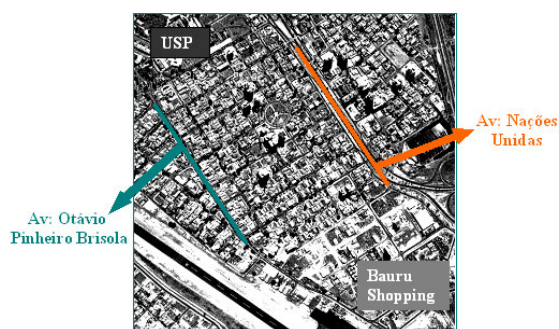 USP
Av: Nações
Unidas
Av: Otávio
Pinheiro Brisola
Bauru
Shopping